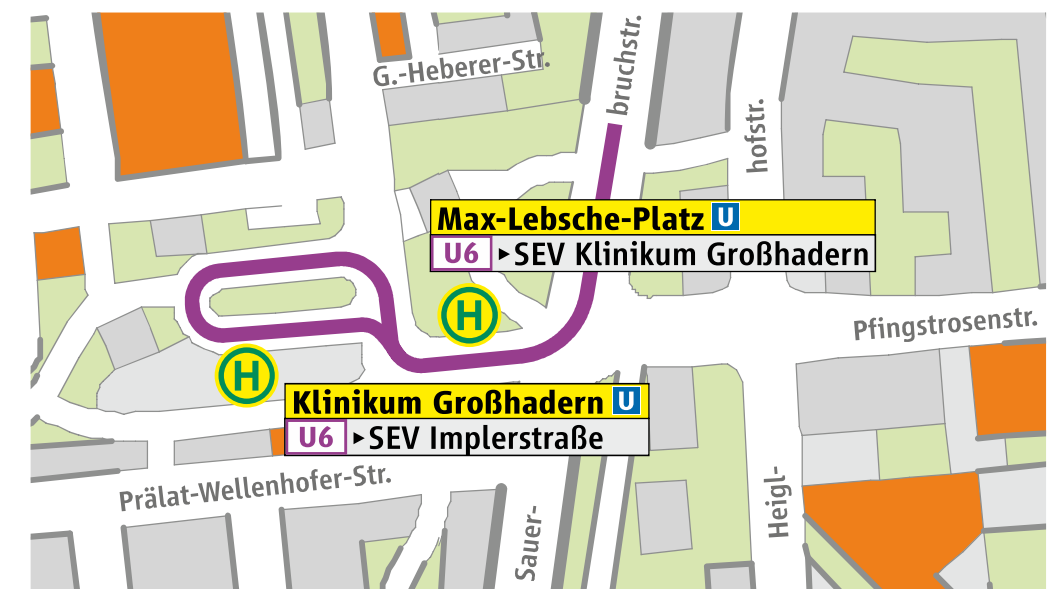 bruchstr.
G.-Heberer-Str.
hofstr.
Max-Lebsche-Platz U
U6 ▸SEV Klinikum Großhadern
H
Pfingstrosenstr.
H
Klinikum Großhadern U
U6 ▸SEV Implerstraße
Prälat-Wellenhofer-Str.
Heigl-
Sauer-